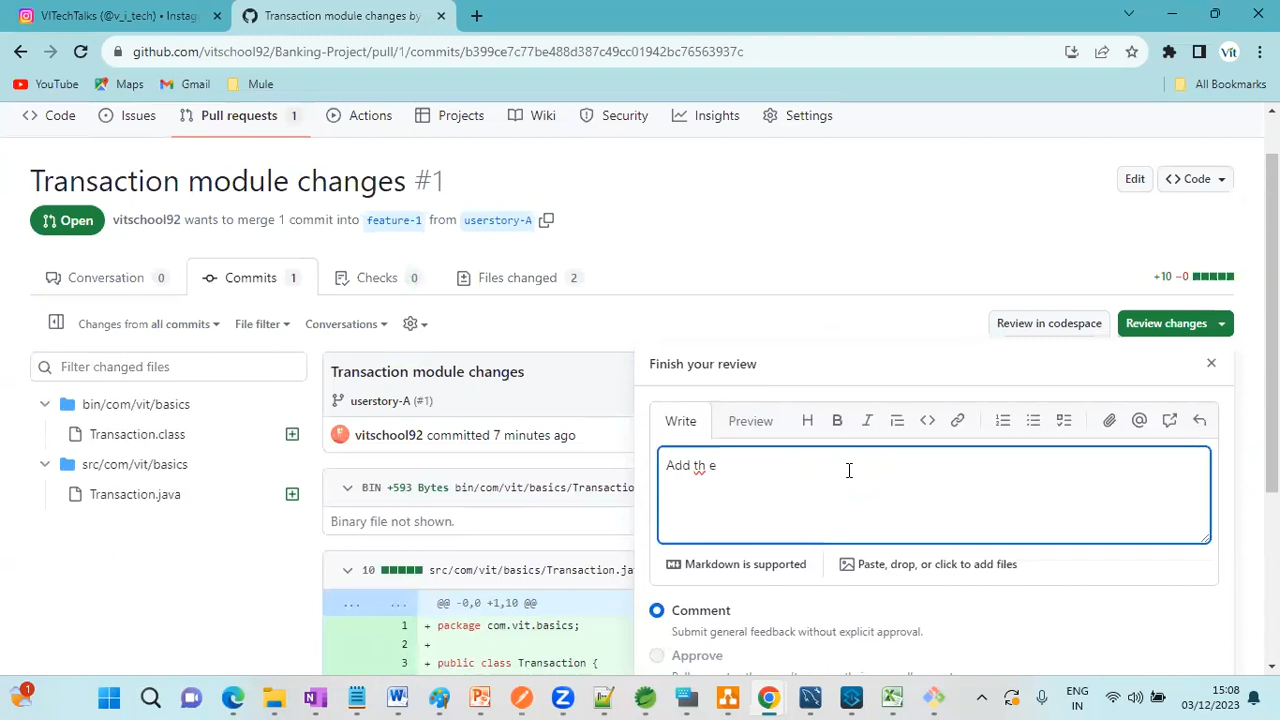 VITechTalks (@v_i_tech) • Instag
Transaction module changes by
github.com/vitschool92/Banking-Project/pull/1/commits/b399ce7c77be488d387c49cc01942bc76563937c
Vit
YouTube
Maps
Gmail
Mule
All Bookmarks
Code
Issues
Pull requests 1
Actions
Projects
Wiki
Security
Insights
Settings
Transaction module changes #1
Edit
Code
Open
vitschool92 wants to merge 1 commit into feature-1 from userstory-A
Conversation 0
Commits 1
Checks 0
Files changed 2
+10 −0
Changes from all commits
File filter
Conversations
Review in codespace
Review changes
Filter changed files
bin/com/vit/basics
Transaction.class
src/com/vit/basics
Transaction.java
Transaction module changes
userstory-A (#1)
vitschool92 committed 7 minutes ago
BIN +593 Bytes bin/com/vit/basics/Transactio
Binary file not shown.
10 src/com/vit/basics/Transaction.ja
... ... @@ -0,0 +1,10 @@
1 + package com.vit.basics;
2 +
3 + public class Transaction {
Finish your review
Write
Preview
Add th e
Markdown is supported
Paste, drop, or click to add files
Comment
Submit general feedback without explicit approval.
Approve
1
ENG
IN
15:08
03/12/2023